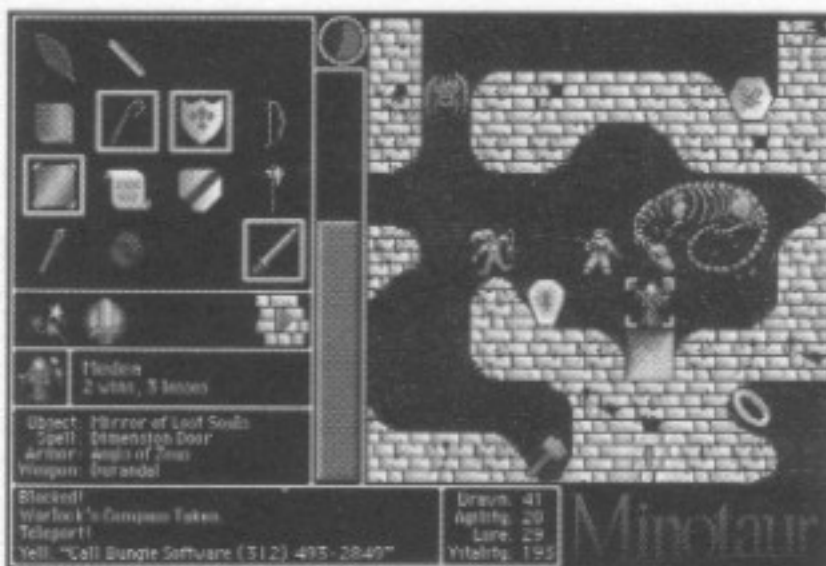 Medea
2 wins, 3 losses
Object: Mirror of Lost Souls
Spell: Dimension Door
Armor: Aegis of Zeus
Weapon: Durandal
Blocked!
Warlock's Compass Taken.
Teleport!
Yell: "Call Bungie Software (312) 493-2849"
Brawn: 41
Agility: 20
Lore: 29
Vitality: 193
Minotaur